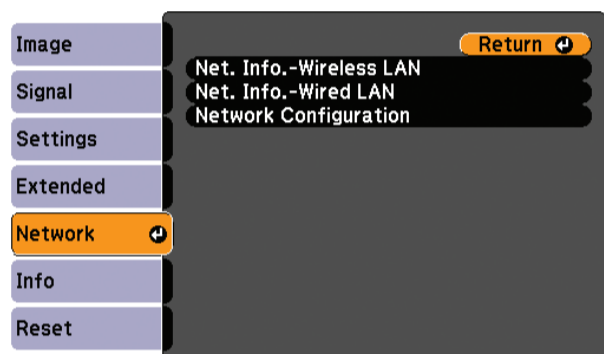 Image
Signal
Settings
Extended
Network
Info
Reset
Return
Net. Info.-Wireless LAN
Net. Info.-Wired LAN
Network Configuration